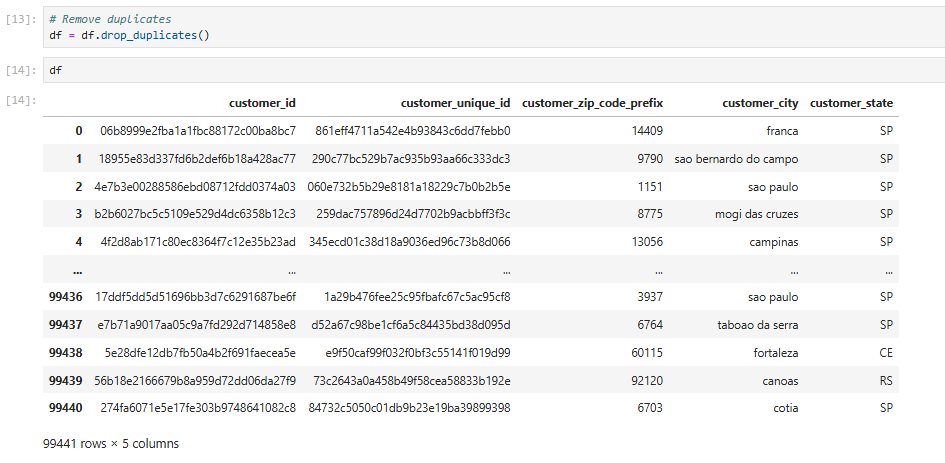 [13]: # Remove duplicates
df = df.drop_duplicates()
[14]: df
[14]:
customer_id customer_unique_id customer_zip_code_prefix customer_city customer_state
0 06b8999e2fba1a1fbc88172c00ba8bc7 861eff4711a542e4b93843c6dd7febb0 14409 franca SP
1 18955e83d337fd6b2def6b18a428ac77 290c77bc529b7ac935b93aa66c333dc3 9790 sao bernardo do campo SP
2 4e7b3e00288586ebd08712fdd0374a03 060e732b5b29e8181a18229c7b0b2b5e 1151 sao paulo SP
3 b2b6027bc5c5109e529d4dc6358b12c3 259dac757896d24d7702b9acbbff3f3c 8775 mogi das cruzes SP
4 4f2d8ab171c80ec8364f7c12e35b23ad 345ecd01c38d18a9036ed96c73b8d066 13056 campinas SP
... ... ... ... ... ...
99436 17ddf5dd5d51696bb3d7c6291687be6f 1a29b476fee25c95fbafc67c5ac95cf8 3937 sao paulo SP
99437 e7b71a9017aa05c9a7fd292d714858e8 d52a67c98be1cf6a5c84435bd38d095d 6764 taboao da serra SP
99438 5e28dfe12db7fb50a4b2f691faecea5e e9f50caf99f032f0bf3c55141f019d99 60115 fortaleza CE
99439 56b18e2166679b8a959d72dd06da27f9 73c2643a0a458b49f58cea58833b192e 92120 canoas RS
99440 274fa6071e5e17fe303b9748641082c8 84732c5050c01db9b23e19ba39899398 6703 cotia SP
99441 rows × 5 columns